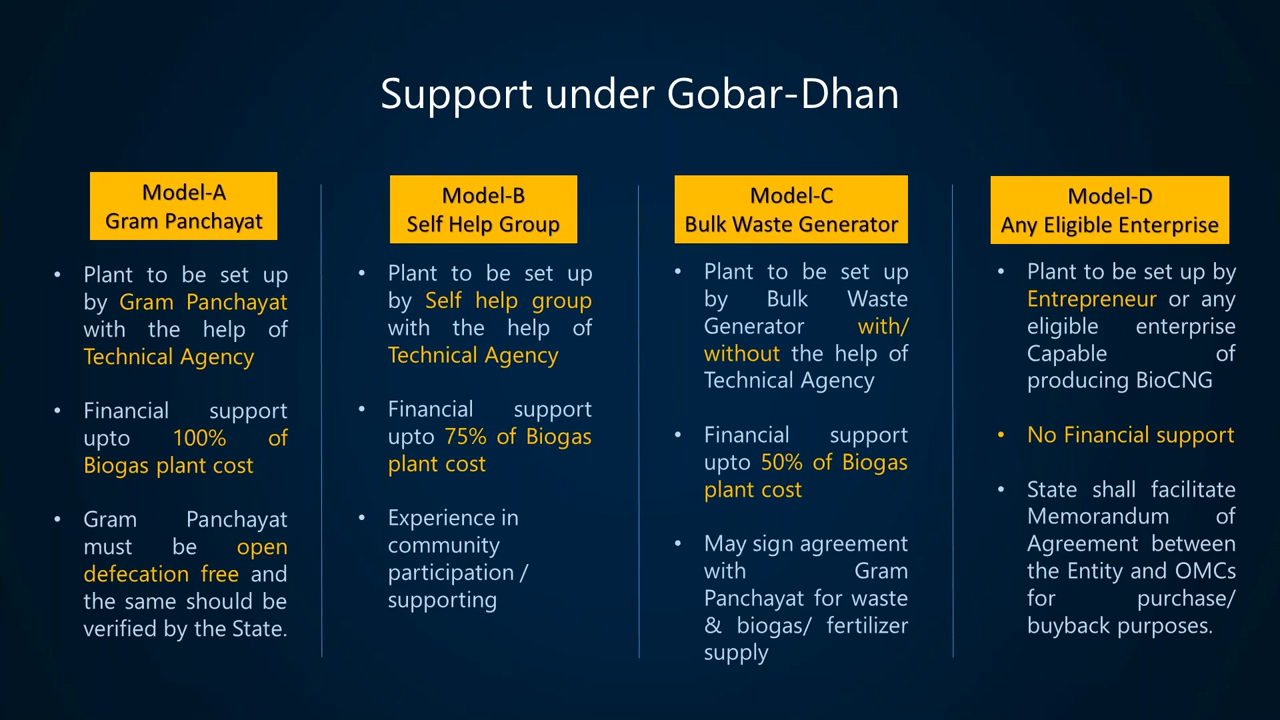 Support under Gobar-Dhan
Model-A
Gram Panchayat
• Plant to be set up
by Gram Panchayat
with the help of
Technical Agency
• Financial support
upto 100% of
Biogas plant cost
• Gram Panchayat
must be open
defecation free and
the same should be
verified by the State.
Model-B
Self Help Group
• Plant to be set up
by Self help group
with the help of
Technical Agency
• Financial support
upto 75% of Biogas
plant cost
• Experience in
community
participation /
supporting
Model-C
Bulk Waste Generator
• Plant to be set up
by Bulk Waste
Generator with/
without the help of
Technical Agency
• Financial support
upto 50% of Biogas
plant cost
• May sign agreement
with Gram
Panchayat for waste
& biogas/ fertilizer
supply
Model-D
Any Eligible Enterprise
• Plant to be set up by
Entrepreneur or any
eligible enterprise
Capable of
producing BioCNG
• No Financial support
• State shall facilitate
Memorandum of
Agreement between
the Entity and OMCs
for purchase/
buyback purposes.